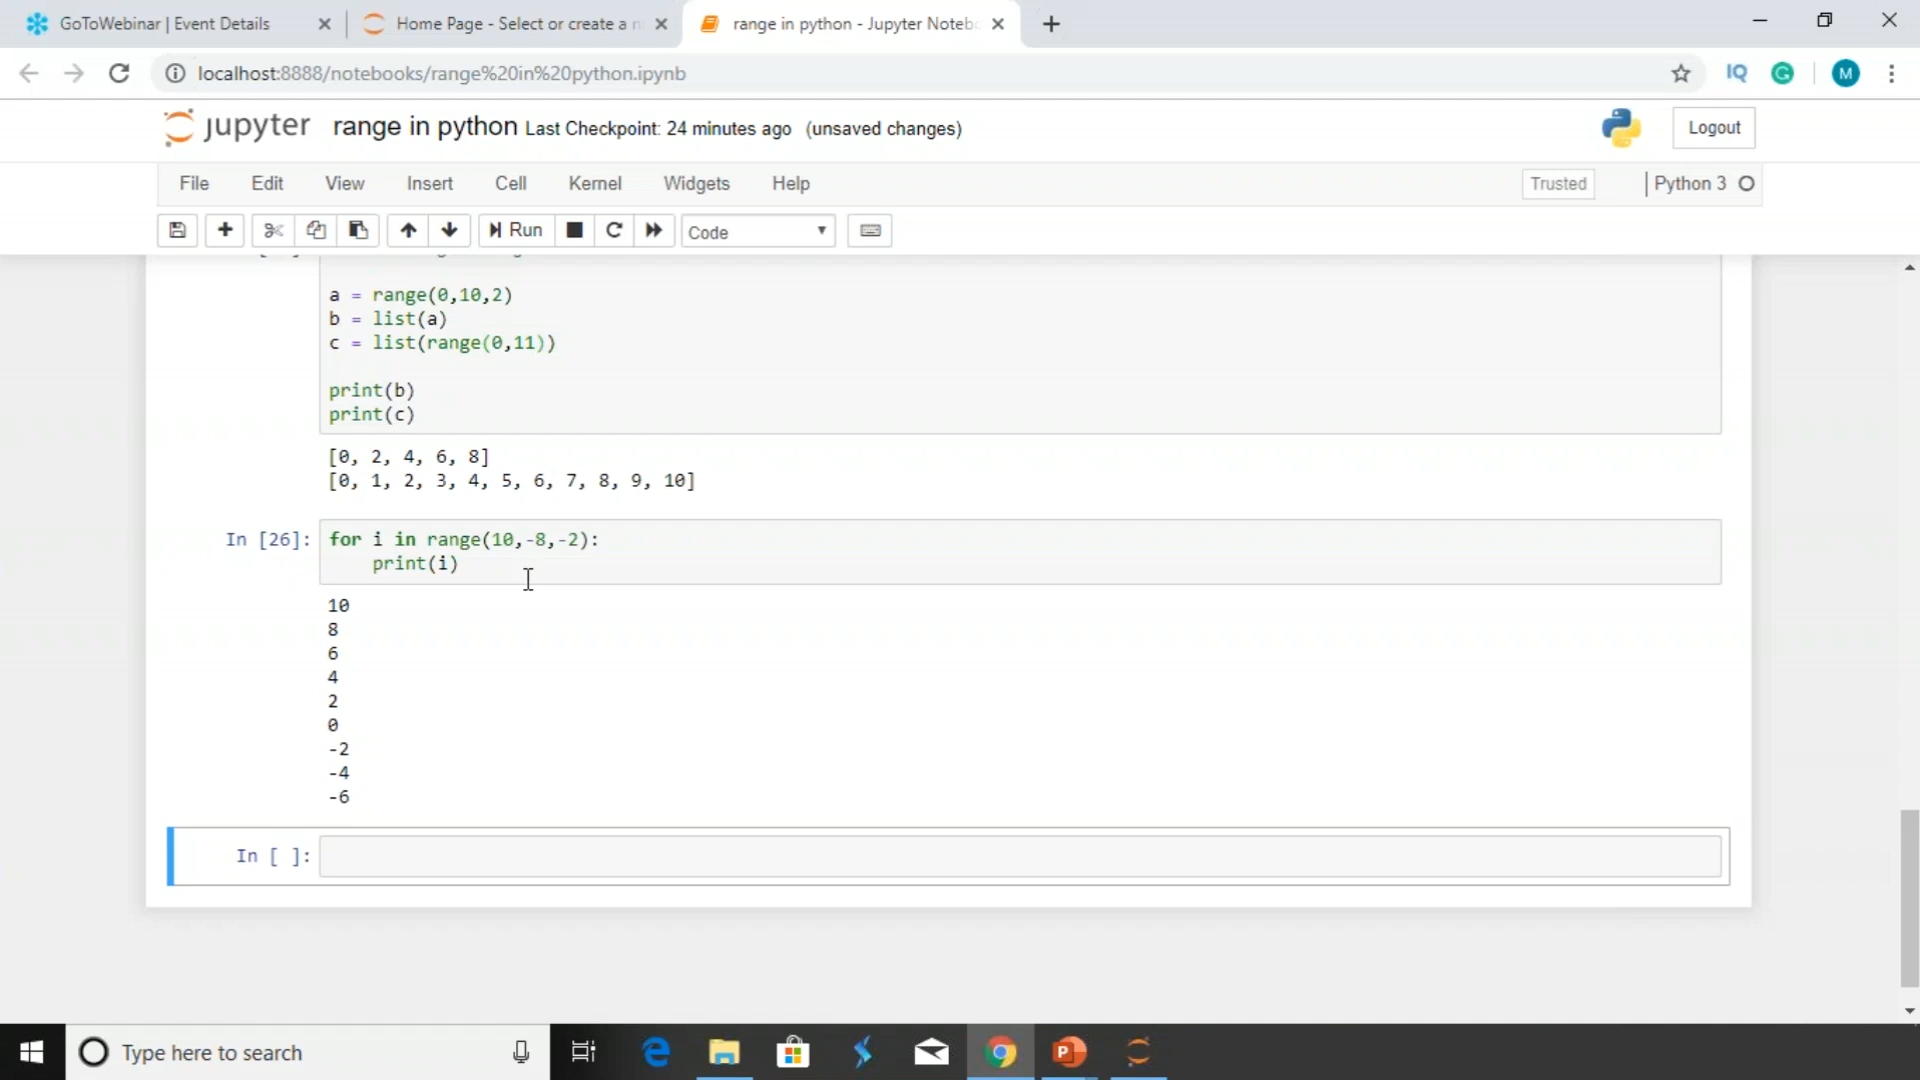 GoToWebinar | Event Details
Home Page - Select or create a n
range in python - Jupyter Noteb
localhost:8888/notebooks/range%20in%20python.ipynb
IQ
G
M
jupyter range in python Last Checkpoint: 24 minutes ago (unsaved changes)
Logout
File Edit View Insert Cell Kernel Widgets Help
Trusted
Python 3
Run
Code
a = range(0,10,2)
b = list(a)
c = list(range(0,11))
print(b)
print(c)
[0, 2, 4, 6, 8]
[0, 1, 2, 3, 4, 5, 6, 7, 8, 9, 10]
In [26]: for i in range(10,-8,-2):
print(i)
10
8
6
4
2
0
-2
-4
-6
In [ ]:
Type here to search